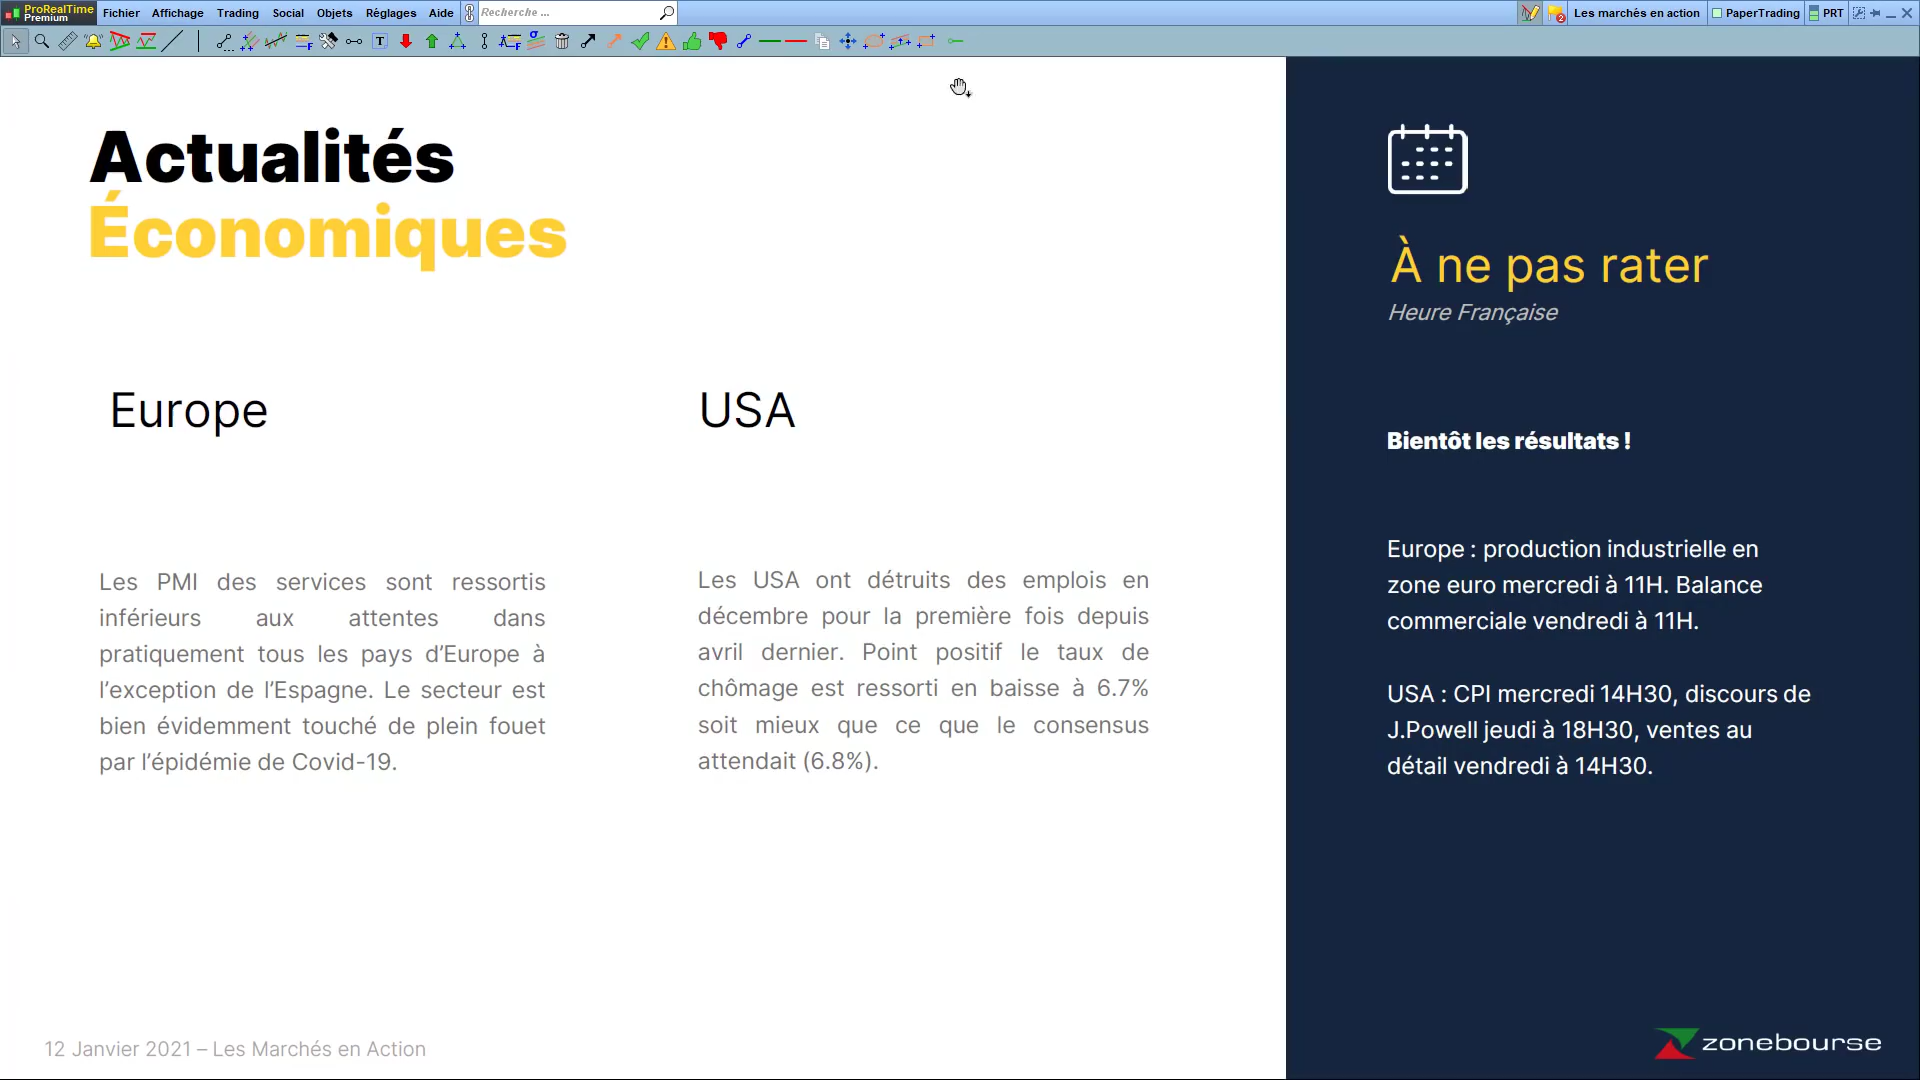 ProRealTime
Premium
Fichier Affichage Trading Social Objets Réglages Aide
Recherche ...
2
Les marchés en action
PaperTrading
PRT
Actualités
Économiques
Europe
Les PMI des services sont ressortis
inférieurs aux attentes dans
pratiquement tous les pays d’Europe à
l’exception de l’Espagne. Le secteur est
bien évidemment touché de plein fouet
par l’épidémie de Covid-19.
USA
Les USA ont détruits des emplois en
décembre pour la première fois depuis
avril dernier. Point positif le taux de
chômage est ressorti en baisse à 6.7%
soit mieux que ce que le consensus
attendait (6.8%).
À ne pas rater
Heure Française
Bientôt les résultats !
Europe : production industrielle en
zone euro mercredi à 11H. Balance
commerciale vendredi à 11H.
USA : CPI mercredi 14H30, discours de
J.Powell jeudi à 18H30, ventes au
détail vendredi à 14H30.
12 Janvier 2021 – Les Marchés en Action
zonebourse